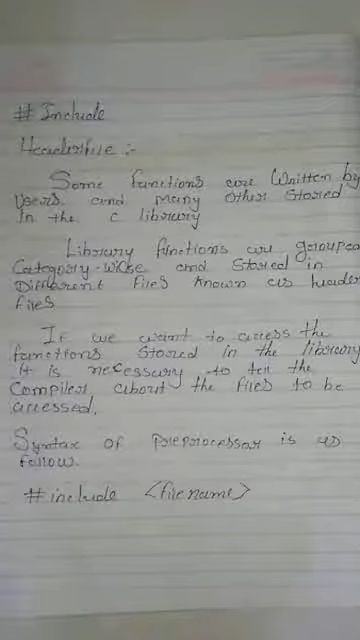 # Include
Headerfile :-
Some functions are Written by
Users and many other Stored
In the c library
Library functions are grouped
Category-wise and Stored in
Different files known as header
files
If we want to access the
functions Stored in the library
it is necessary to tell the
Compiler about the files to be
accessed.
Syntax of preprocessor is as
follow.
#include <filename>